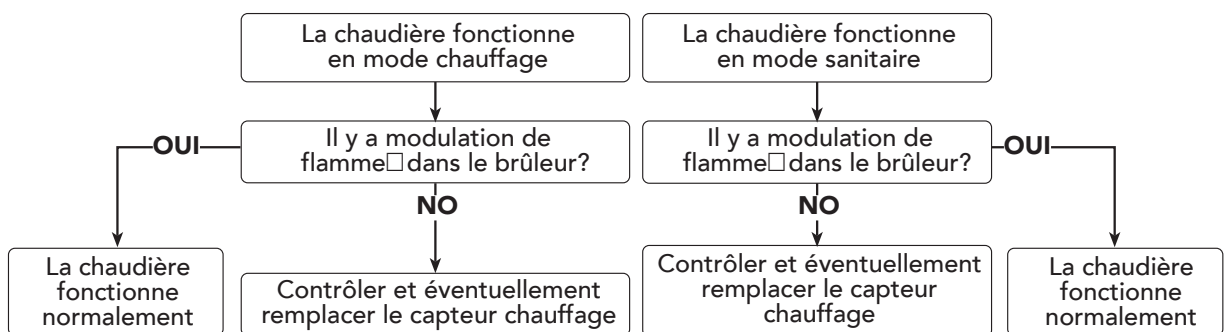 La chaudière fonctionne
en mode chauffage
La chaudière fonctionne
en mode sanitaire
OUI
Il y a modulation de
flamme□ dans le brûleur?
Il y a modulation de
flamme□ dans le brûleur?
OUI
NO
NO
La chaudière
fonctionne
normalement
Contrôler et éventuellement
remplacer le capteur chauffage
Contrôler et éventuellement
remplacer le capteur
chauffage
La chaudière
fonctionne
normalement